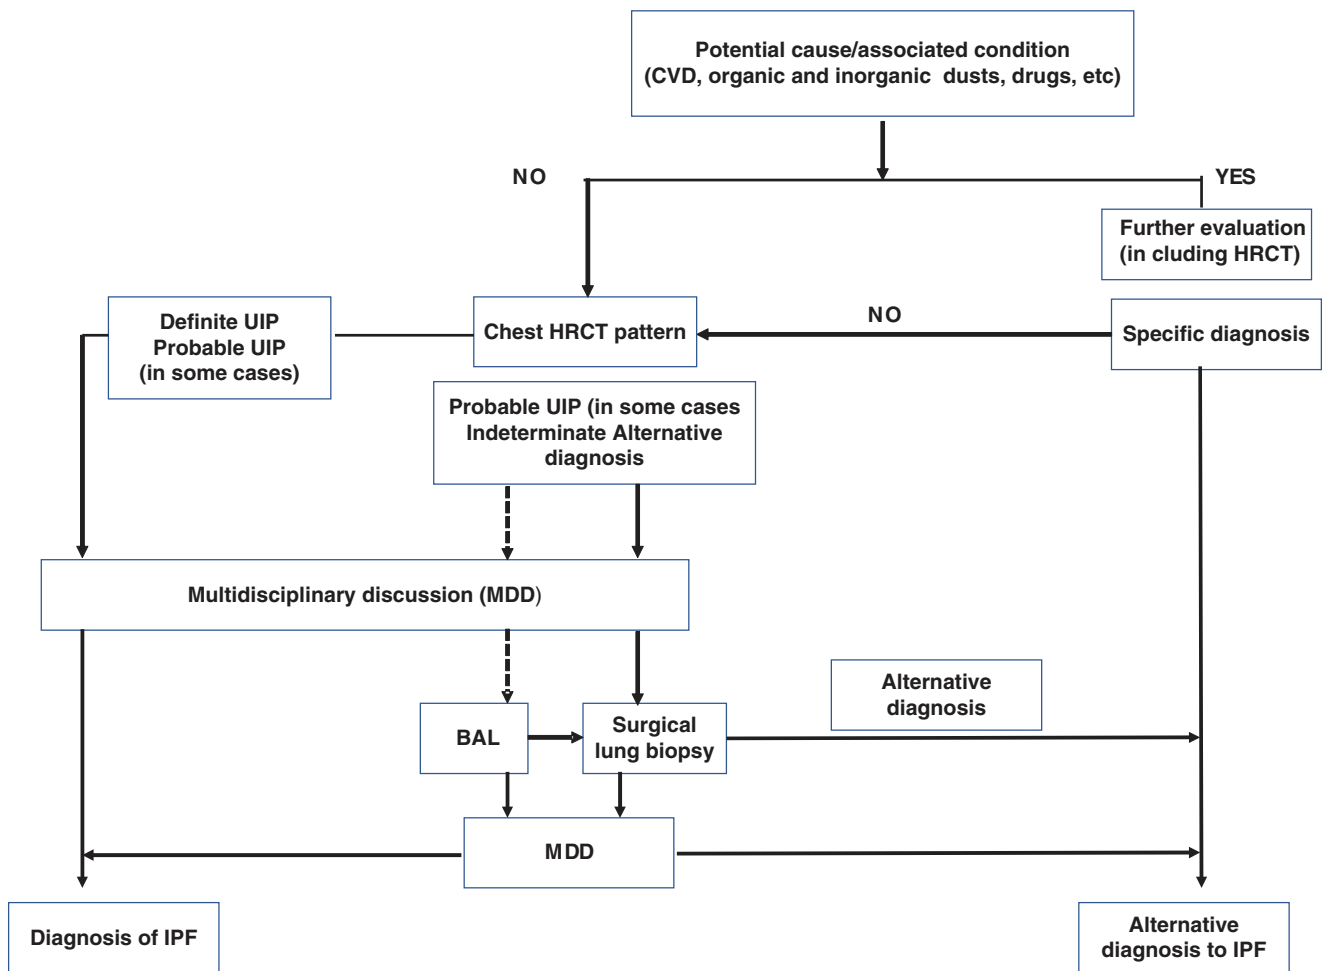 Potential cause/associated condition
(CVD, organic and inorganic dusts, drugs, etc)
NO
YES
Further evaluation
(in cluding HRCT)
Definite UIP
Probable UIP
(in some cases)
Chest HRCT pattern
NO
Specific diagnosis
Probable UIP (in some cases
Indeterminate Alternative
diagnosis
Multidisciplinary discussion (MDD)
BAL
Surgical
lung biopsy
Alternative
diagnosis
MDD
Diagnosis of IPF
Alternative
diagnosis to IPF